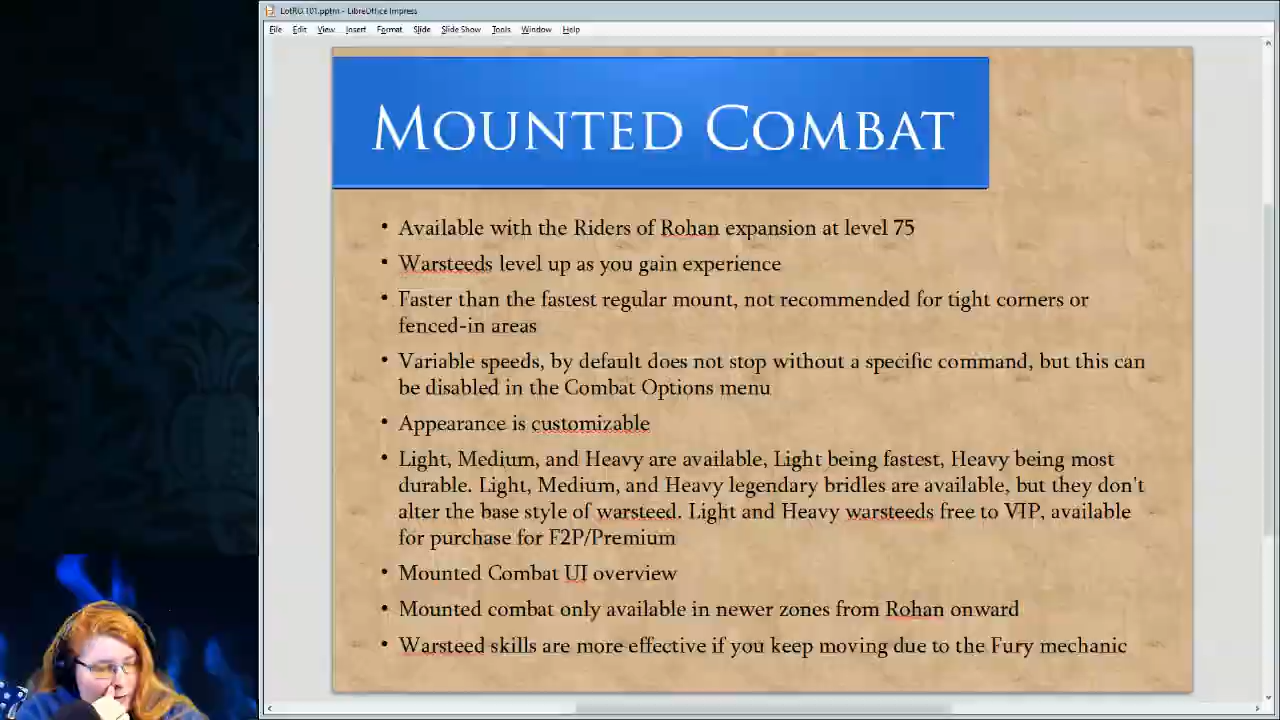 LotRO 101.pptm - LibreOffice Impress
File Edit View Insert Format Slide Slide Show Tools Window Help
MOUNTED COMBAT
• Available with the Riders of Rohan expansion at level 75
• Warsteeds level up as you gain experience
• Faster than the fastest regular mount, not recommended for tight corners or
fenced-in areas
• Variable speeds, by default does not stop without a specific command, but this can
be disabled in the Combat Options menu
• Appearance is customizable
• Light, Medium, and Heavy are available, Light being fastest, Heavy being most
durable. Light, Medium, and Heavy legendary bridles are available, but they don't
alter the base style of warsteed. Light and Heavy warsteeds free to VIP, available
for purchase for F2P/Premium
• Mounted Combat UI overview
• Mounted combat only available in newer zones from Rohan onward
• Warsteed skills are more effective if you keep moving due to the Fury mechanic